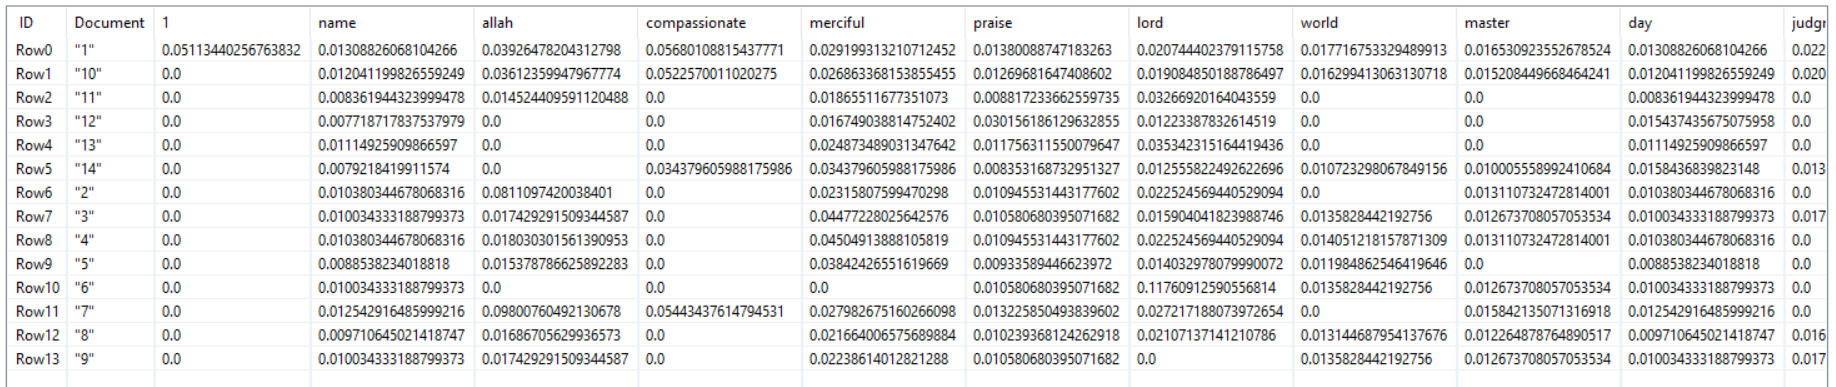 ID Document 1 name allah compassionate merciful praise lord world master day judgr
Row0 "1" 0.05113440256763832 0.01308826068104266 0.03926478204312798 0.05680108815437771 0.029199313210712452 0.01380088747183263 0.020744402379115758 0.017716753329489913 0.016530923552678524 0.01308826068104266 0.022
Row1 "10" 0.0 0.012041199826559249 0.03612359947967774 0.0522570011020275 0.026863368153855455 0.01269681647408602 0.019084850188786497 0.016299413063130718 0.015208449668464241 0.012041199826559249 0.020
Row2 "11" 0.0 0.008361944323999478 0.014524409591120488 0.0 0.01865511677351073 0.008817233662559735 0.03266920164043559 0.0 0.0 0.008361944323999478 0.0
Row3 "12" 0.0 0.007718717837537979 0.0 0.0 0.016749038814752402 0.030156186129632855 0.01223387832614519 0.0 0.0 0.015437435675075958 0.0
Row4 "13" 0.0 0.01114925909866597 0.0 0.0 0.024873489031347642 0.011756311550079647 0.035342315164419436 0.0 0.0 0.01114925909866597 0.0
Row5 "14" 0.0 0.00792184199115​74 0.0 0.034379605988175986 0.034379605988175986 0.008353168732951327 0.012555822492622696 0.010723298067849156 0.010005558992410684 0.0158436839823148 0.013
Row6 "2" 0.0 0.010380344678068316 0.0811097420038401 0.0 0.02315807599470298 0.010945531443177602 0.022524569440529094 0.0 0.013110732472814001 0.010380344678068316 0.0
Row7 "3" 0.0 0.010034333188799373 0.017429291509344587 0.0 0.04477228025642576 0.010580680395071682 0.015904041823988746 0.0135828442192756 0.012673708057053534 0.010034333188799373 0.017
Row8 "4" 0.0 0.010380344678068316 0.018030301561390953 0.0 0.04504913888105819 0.010945531443177602 0.022524569440529094 0.014051218157871309 0.013110732472814001 0.010380344678068316 0.0
Row9 "5" 0.0 0.0088538234018818 0.015378786625892283 0.0 0.03842426551619669 0.00933589446623972 0.014032978079990072 0.011984862546419646 0.0 0.0088538234018818 0.0
Row10 "6" 0.0 0.010034333188799373 0.0 0.0 0.0 0.010580680395071682 0.11760912590556814 0.0135828442192756 0.012673708057053534 0.010034333188799373 0.0
Row11 "7" 0.0 0.012542916485999216 0.09800760492130678 0.05443437614794531 0.027982675160266098 0.013225850493839602 0.027217188073972654 0.0 0.015842135071316918 0.012542916485999216 0.0
Row12 "8" 0.0 0.009710645021418747 0.01686705629936573 0.0 0.021664006575689884 0.010239368124262918 0.02107137141210786 0.013144687954137676 0.012264878764890517 0.009710645021418747 0.016
Row13 "9" 0.0 0.010034333188799373 0.017429291509344587 0.0 0.02238614012821288 0.010580680395071682 0.0 0.0135828442192756 0.012673708057053534 0.010034333188799373 0.017